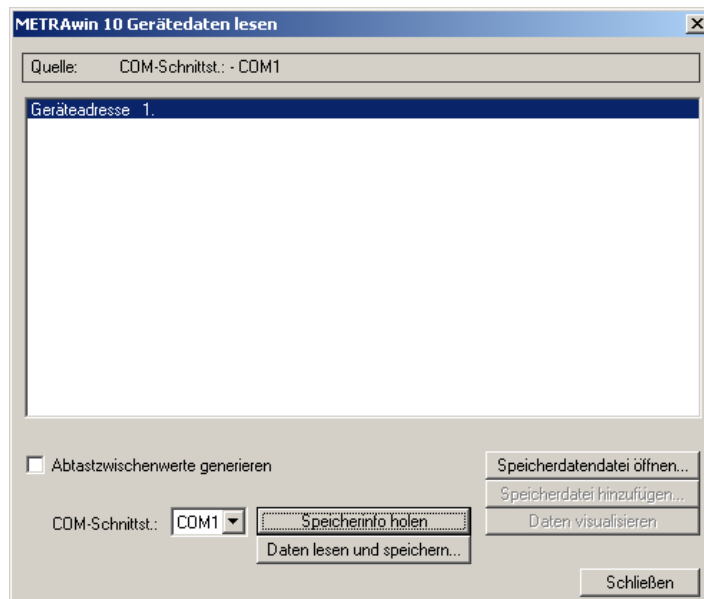 METRAwin 10 Gerätedaten lesen
Quelle: COM-Schnittst.: - COM1
Geräteadresse 1.
Abtastzwischenwerte generieren
Speicherdatendatei öffnen...
Speicherdatei hinzufügen...
COM-Schnittst.: COM1 Speicherinfo holen Daten visualisieren
Daten lesen und speichern...
Schließen